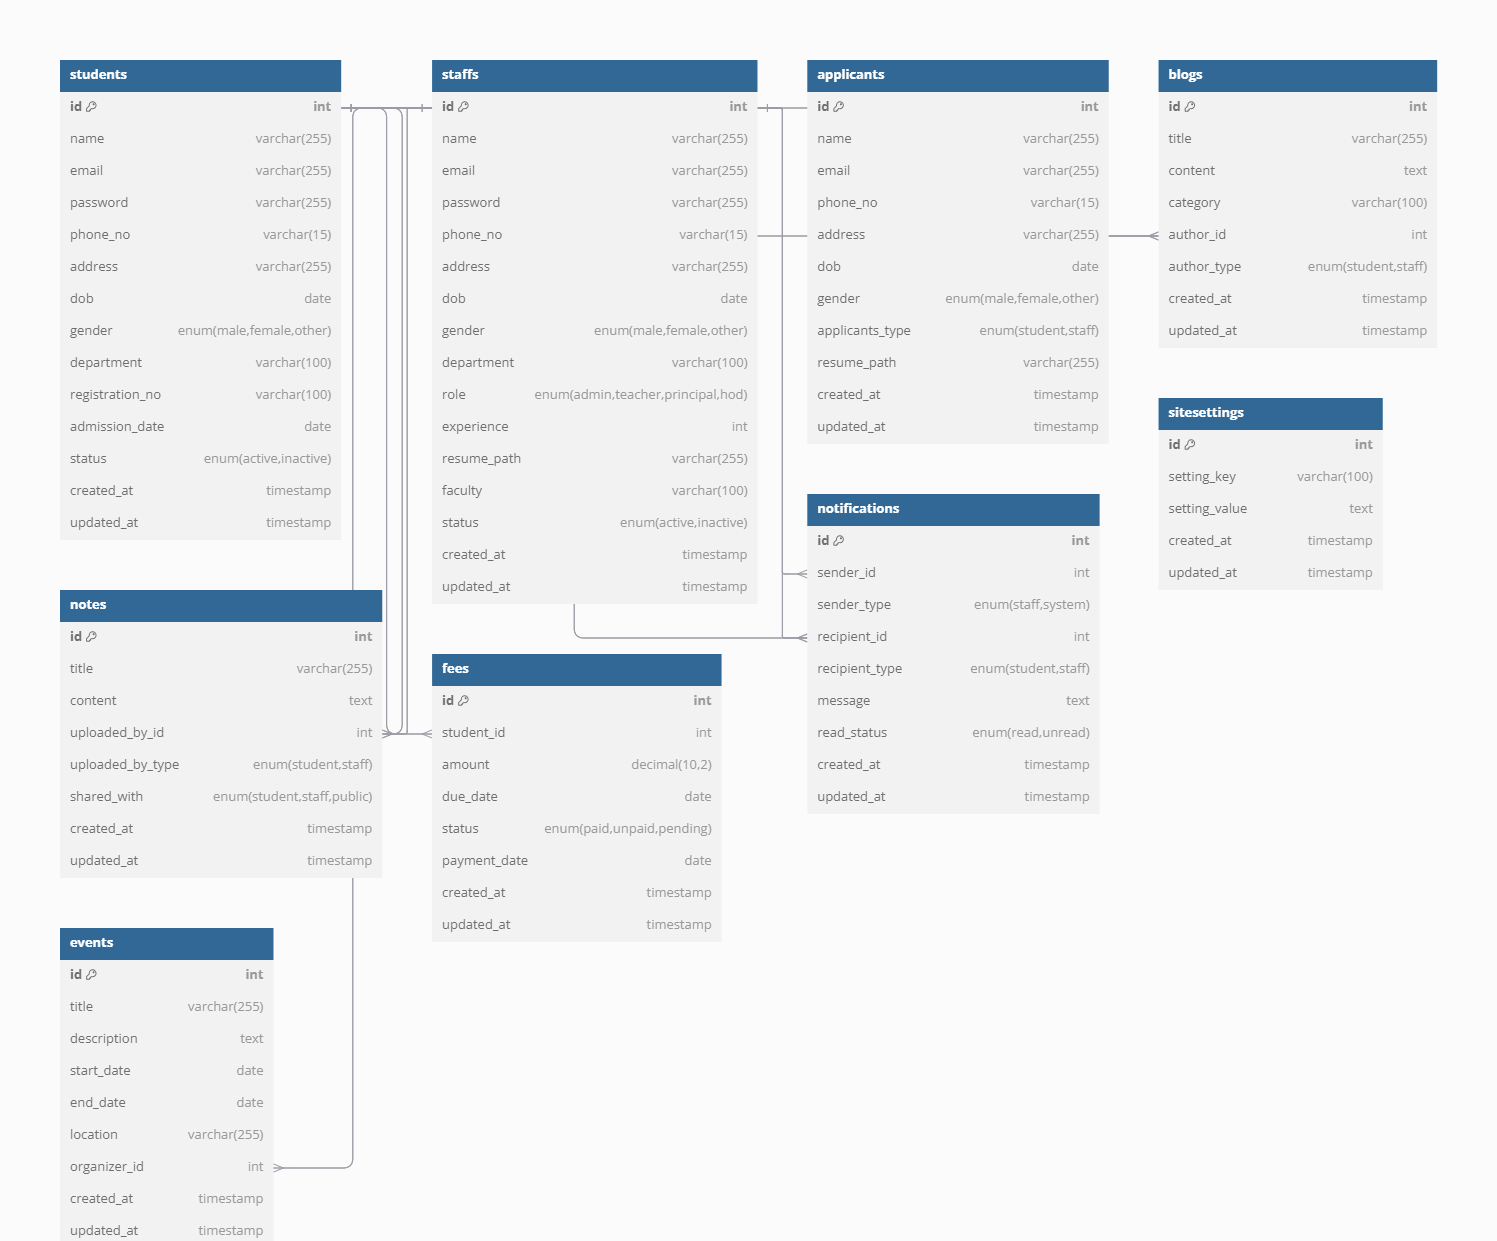 students
id int
name varchar(255)
email varchar(255)
password varchar(255)
phone_no varchar(15)
address varchar(255)
dob date
gender enum(male,female,other)
department varchar(100)
registration_no varchar(100)
admission_date date
status enum(active,inactive)
created_at timestamp
updated_at timestamp
staffs
id int
name varchar(255)
email varchar(255)
password varchar(255)
phone_no varchar(15)
address varchar(255)
dob date
gender enum(male,female,other)
department varchar(100)
role enum(admin,teacher,principal,hod)
experience int
resume_path varchar(255)
faculty varchar(100)
status enum(active,inactive)
created_at timestamp
updated_at timestamp
applicants
id int
name varchar(255)
email varchar(255)
phone_no varchar(15)
address varchar(255)
dob date
gender enum(male,female,other)
applicants_type enum(student,staff)
resume_path varchar(255)
created_at timestamp
updated_at timestamp
blogs
id int
title varchar(255)
content text
category varchar(100)
author_id int
author_type enum(student,staff)
created_at timestamp
updated_at timestamp
sitesettings
id int
setting_key varchar(100)
setting_value text
created_at timestamp
updated_at timestamp
notifications
id int
sender_id int
sender_type enum(staff,system)
recipient_id int
recipient_type enum(student,staff)
message text
read_status enum(read,unread)
created_at timestamp
updated_at timestamp
notes
id int
title varchar(255)
content text
uploaded_by_id int
uploaded_by_type enum(student,staff)
shared_with enum(student,staff,public)
created_at timestamp
updated_at timestamp
fees
id int
student_id int
amount decimal(10,2)
due_date date
status enum(paid,unpaid,pending)
payment_date date
created_at timestamp
updated_at timestamp
events
id int
title varchar(255)
description text
start_date date
end_date date
location varchar(255)
organizer_id int
created_at timestamp
updated_at timestamp